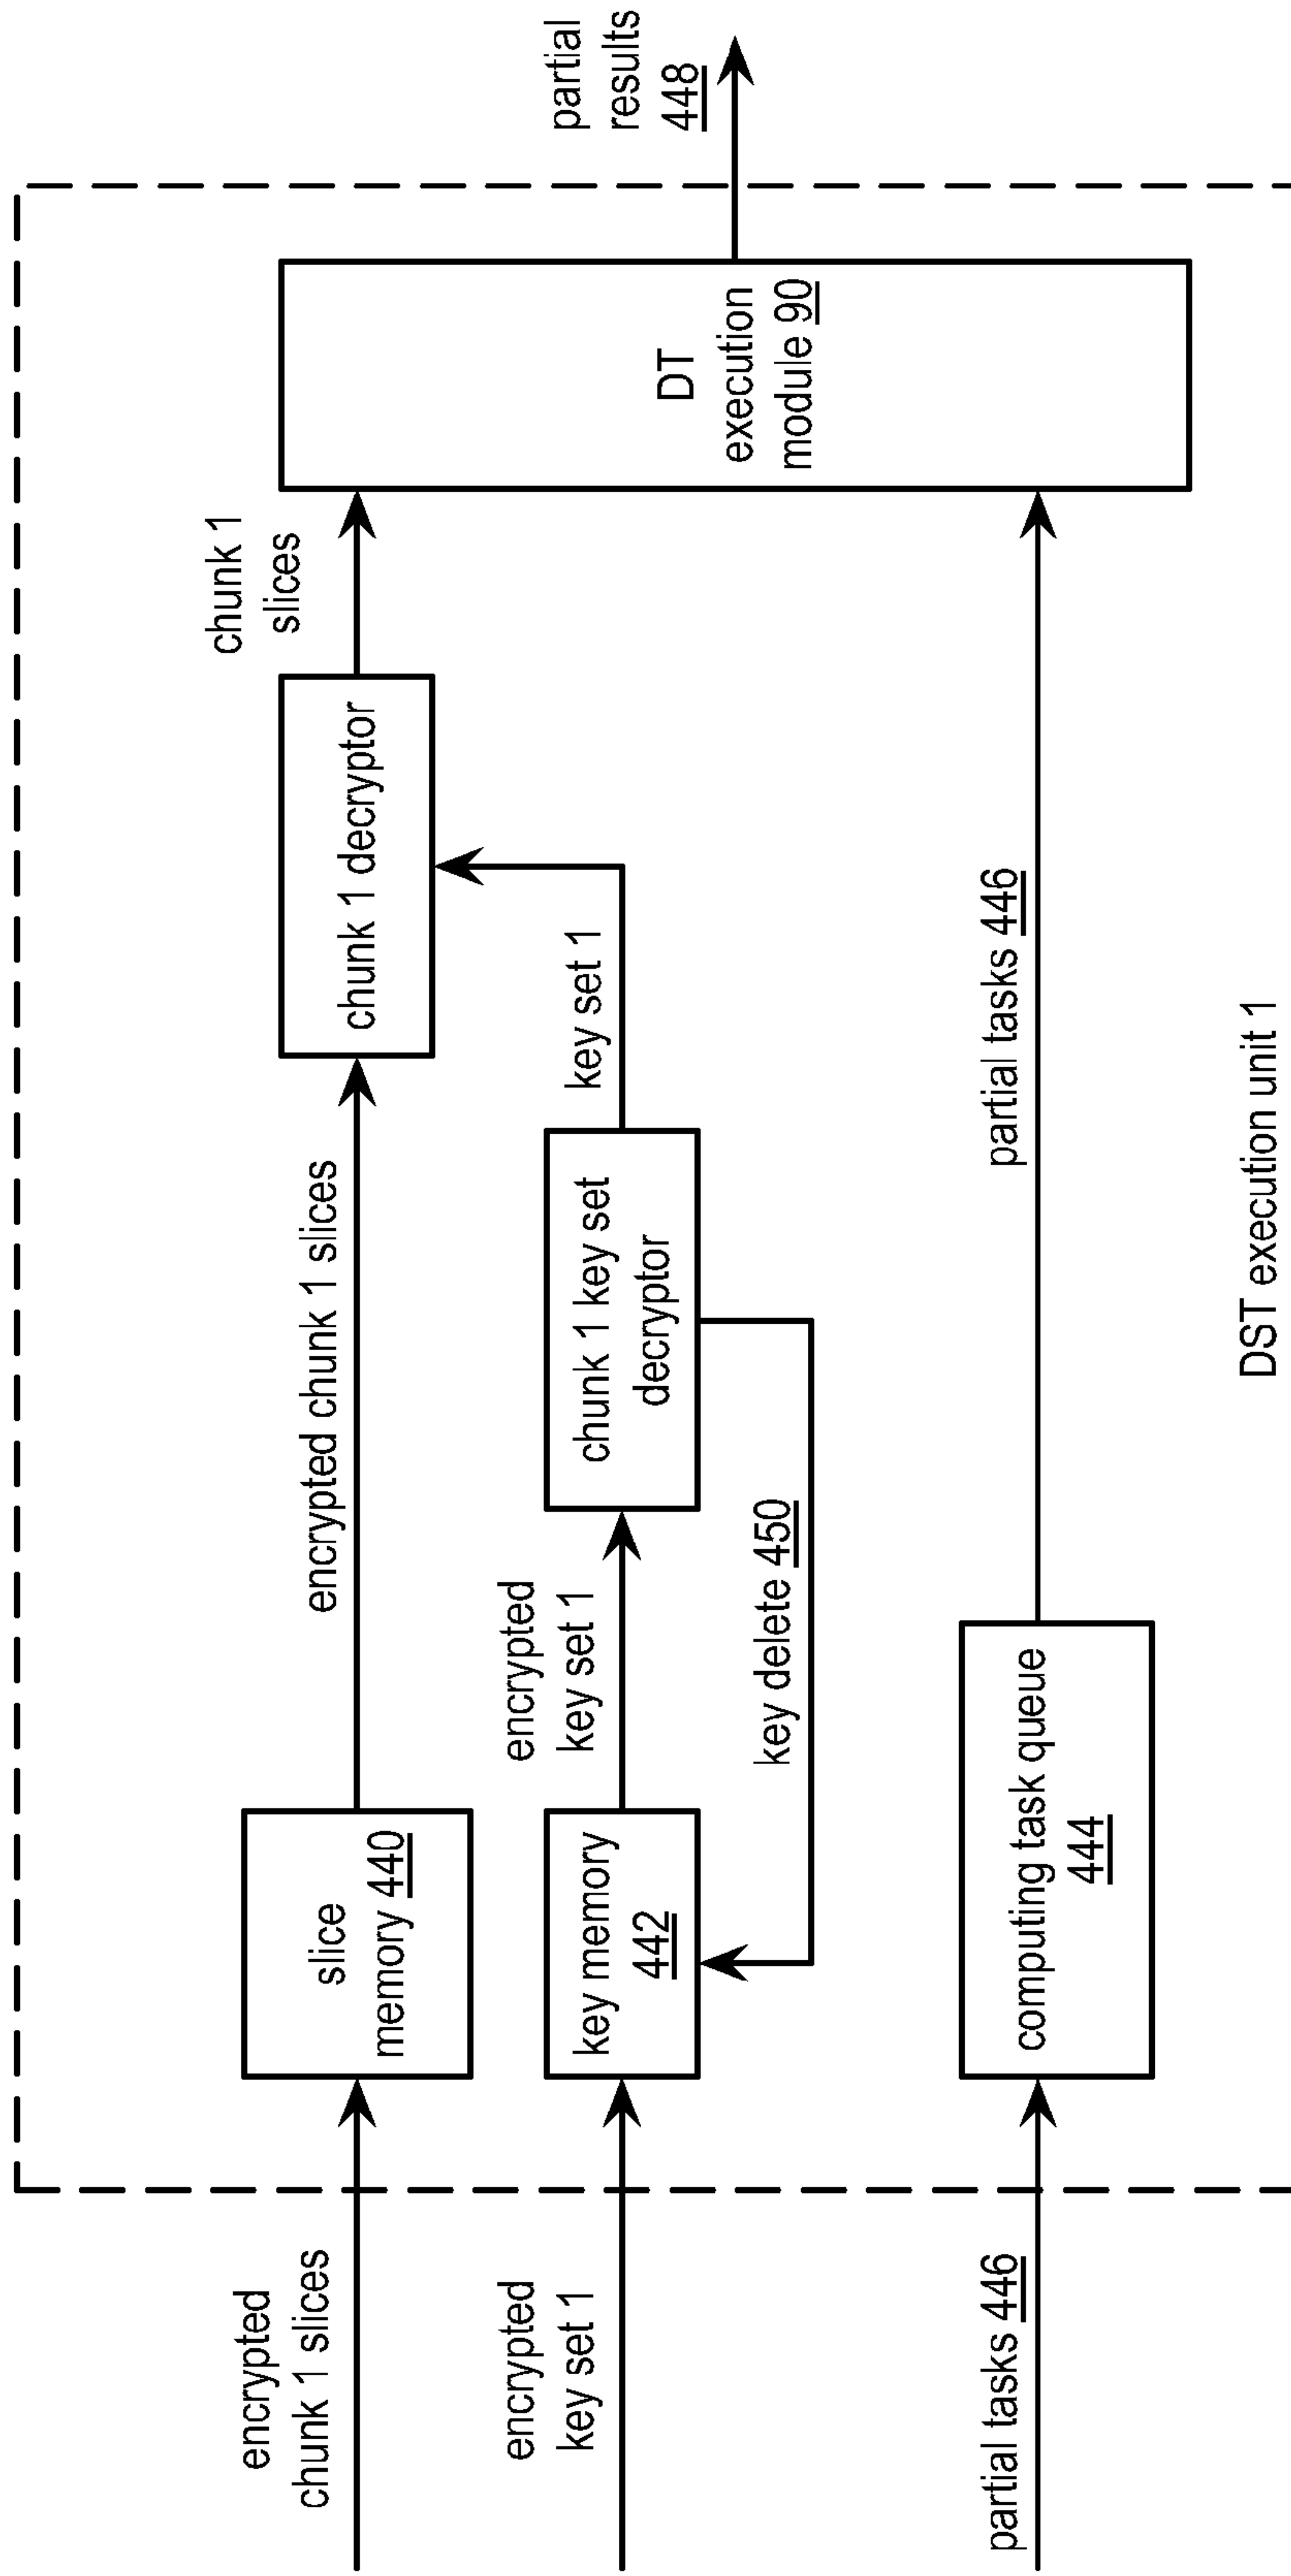 encrypted
chunk 1 slices
encrypted
key set 1
partial tasks 446
slice
memory 440
key memory
442
computing task queue
444
encrypted chunk 1 slices
encrypted
key set 1
key delete 450
chunk 1 key set
decryptor
key set 1
chunk 1 decryptor
chunk 1
slices
partial tasks 446
DT
execution
module 90
partial
results
448
DST execution unit 1